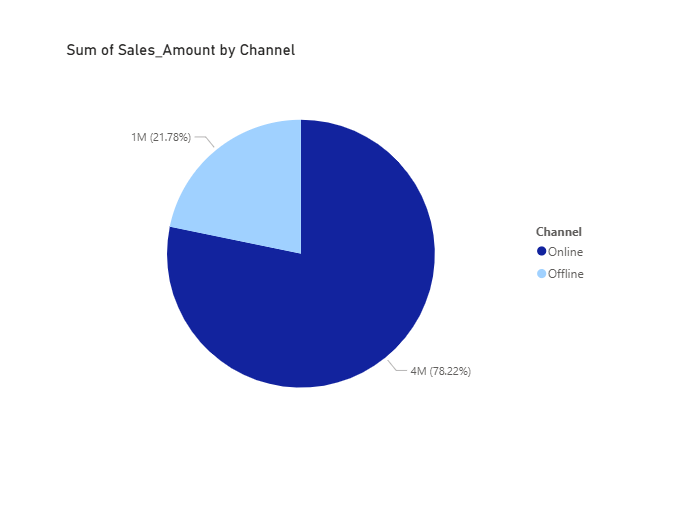 Sum of Sales_Amount by Channel
1M (21.78%)
Channel
Online
Offline
4M (78.22%)